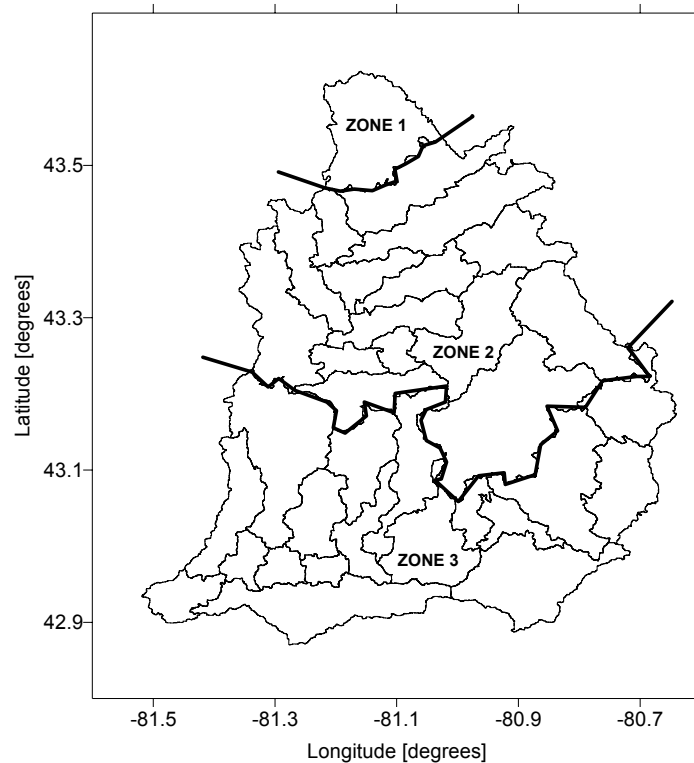 ZONE 1
43.5
43.3
ZONE 2
Latitude [degrees]
43.1
ZONE 3
42.9
-81.5 -81.3 -81.1 -80.9 -80.7
Longitude [degrees]